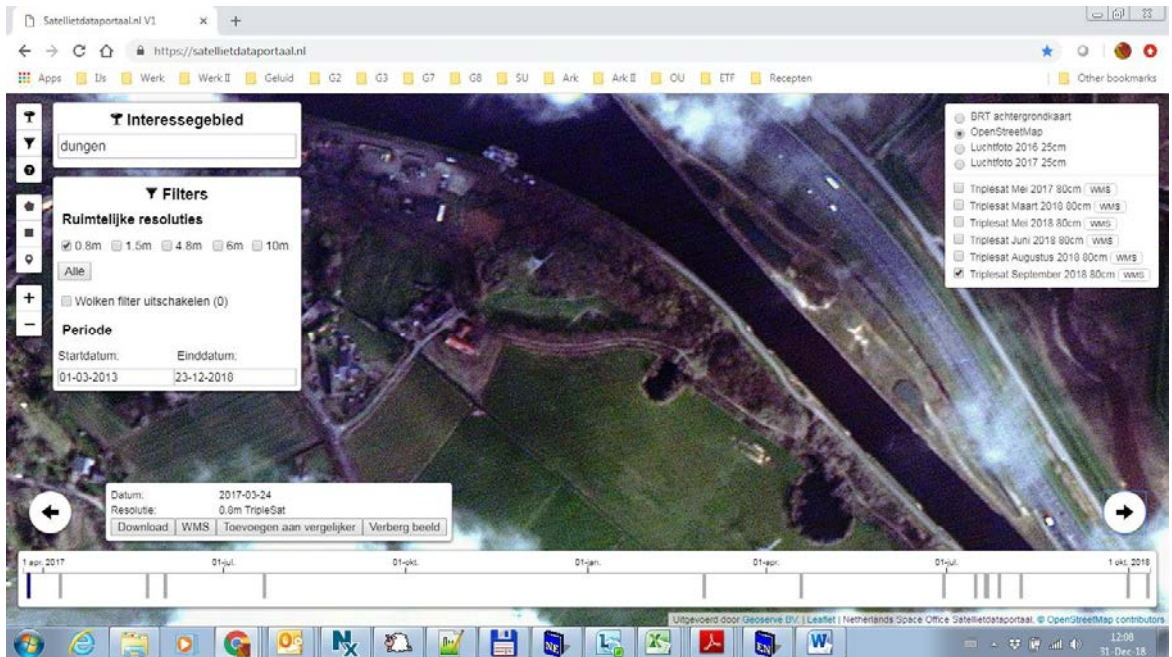 Satellietdataportaal.nl V1
https://satellietdataportaal.nl
Apps IJs Werk Werk II Geluid G2 G3 G7 G8 SU Ark Ark II OU ETF Recepten Other bookmarks
Interessegebied
dungen
Filters
Ruimtelijke resoluties
0.8m 1.5m 4.8m 6m 10m
Alle
Wolken filter uitschakelen (0)
Periode
Startdatum: Einddatum:
01-03-2013 23-12-2018
BRT achtergrondkaart
OpenStreetMap
Luchtfoto 2016 25cm
Luchtfoto 2017 25cm
Triplesat Mei 2017 80cm WMS
Triplesat Maart 2018 80cm WMS
Triplesat Mei 2018 80cm WMS
Triplesat Juni 2018 80cm WMS
Triplesat Augustus 2018 80cm WMS
Triplesat September 2018 80cm WMS
Datum: 2017-03-24
Resolutie: 0.8m TripleSat
Download WMS Toevoegen aan vergelijker Verberg beeld
1 apr. 2017 01-jul. 01-okt. 01-jan. 01-apr. 01-jul. 1 okt. 2018
Uitgevoerd door Geoserve BV. | Leaflet | Netherlands Space Office Satellietdataportaal, © OpenStreetMap contributors
NE EN
12:08
31-Dec-18